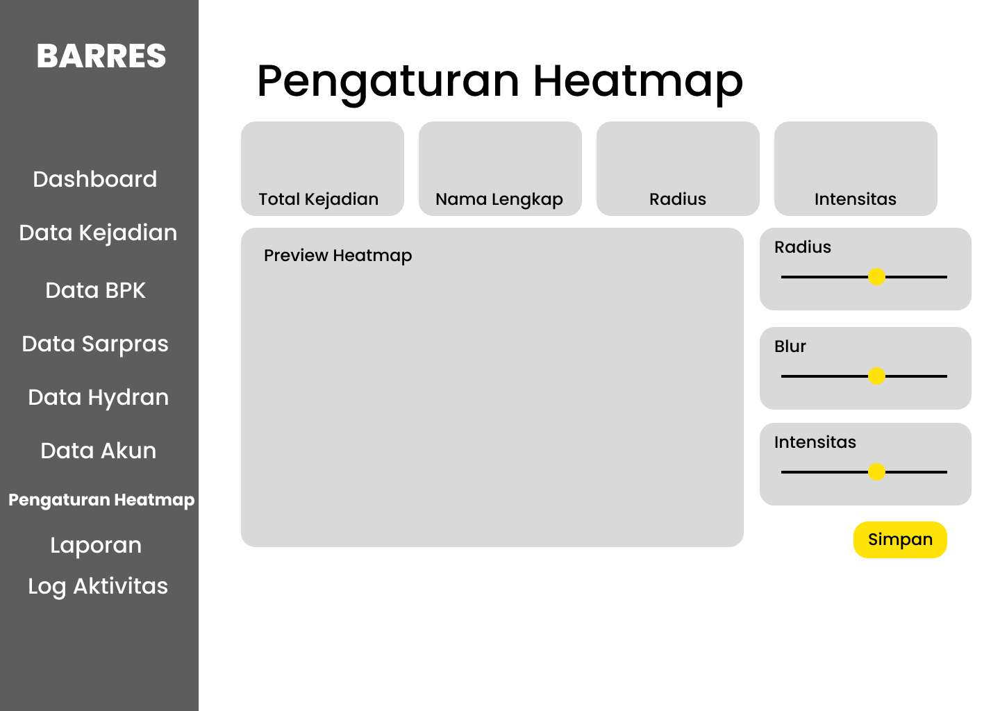 BARRES
Dashboard
Data Kejadian
Data BPK
Data Sarpras
Data Hydran
Data Akun
Pengaturan Heatmap
Laporan
Log Aktivitas
Pengaturan Heatmap
Total Kejadian
Nama Lengkap
Radius
Intensitas
Preview Heatmap
Radius
Blur
Intensitas
Simpan